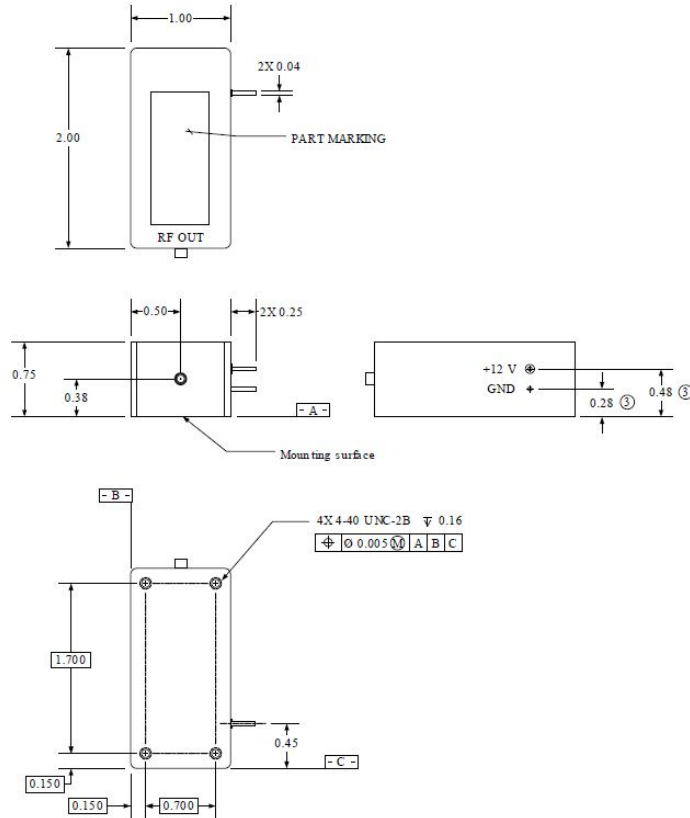 1.00
2X 0.04
2.00
PART MARKING
RF OUT
0.50
2X 0.25
0.75
0.38
+12 V
GND
0.48 ③
0.28 ③
- A -
Mounting surface
- B -
4X 4-40 UNC-2B ↧ 0.16
⌖ Ø 0.005 Ⓜ A B C
1.700
0.45
- C -
0.150
0.150
0.700